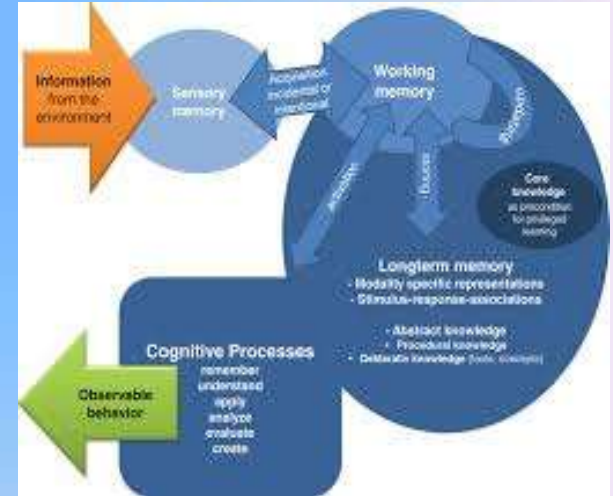 Information
from the
environment
Sensory
memory
Acquisition
incidental or
intentional
Working
memory
Core
knowledge
as precondition
for privileged
learning
Longterm memory
- Modality specific representations
- Stimulus-response-associations
- Abstract knowledge
• Procedural knowledge
• knowledge
Cognitive Processes
remember
understand
apply
analyze
evaluate
create
Observable
behavior